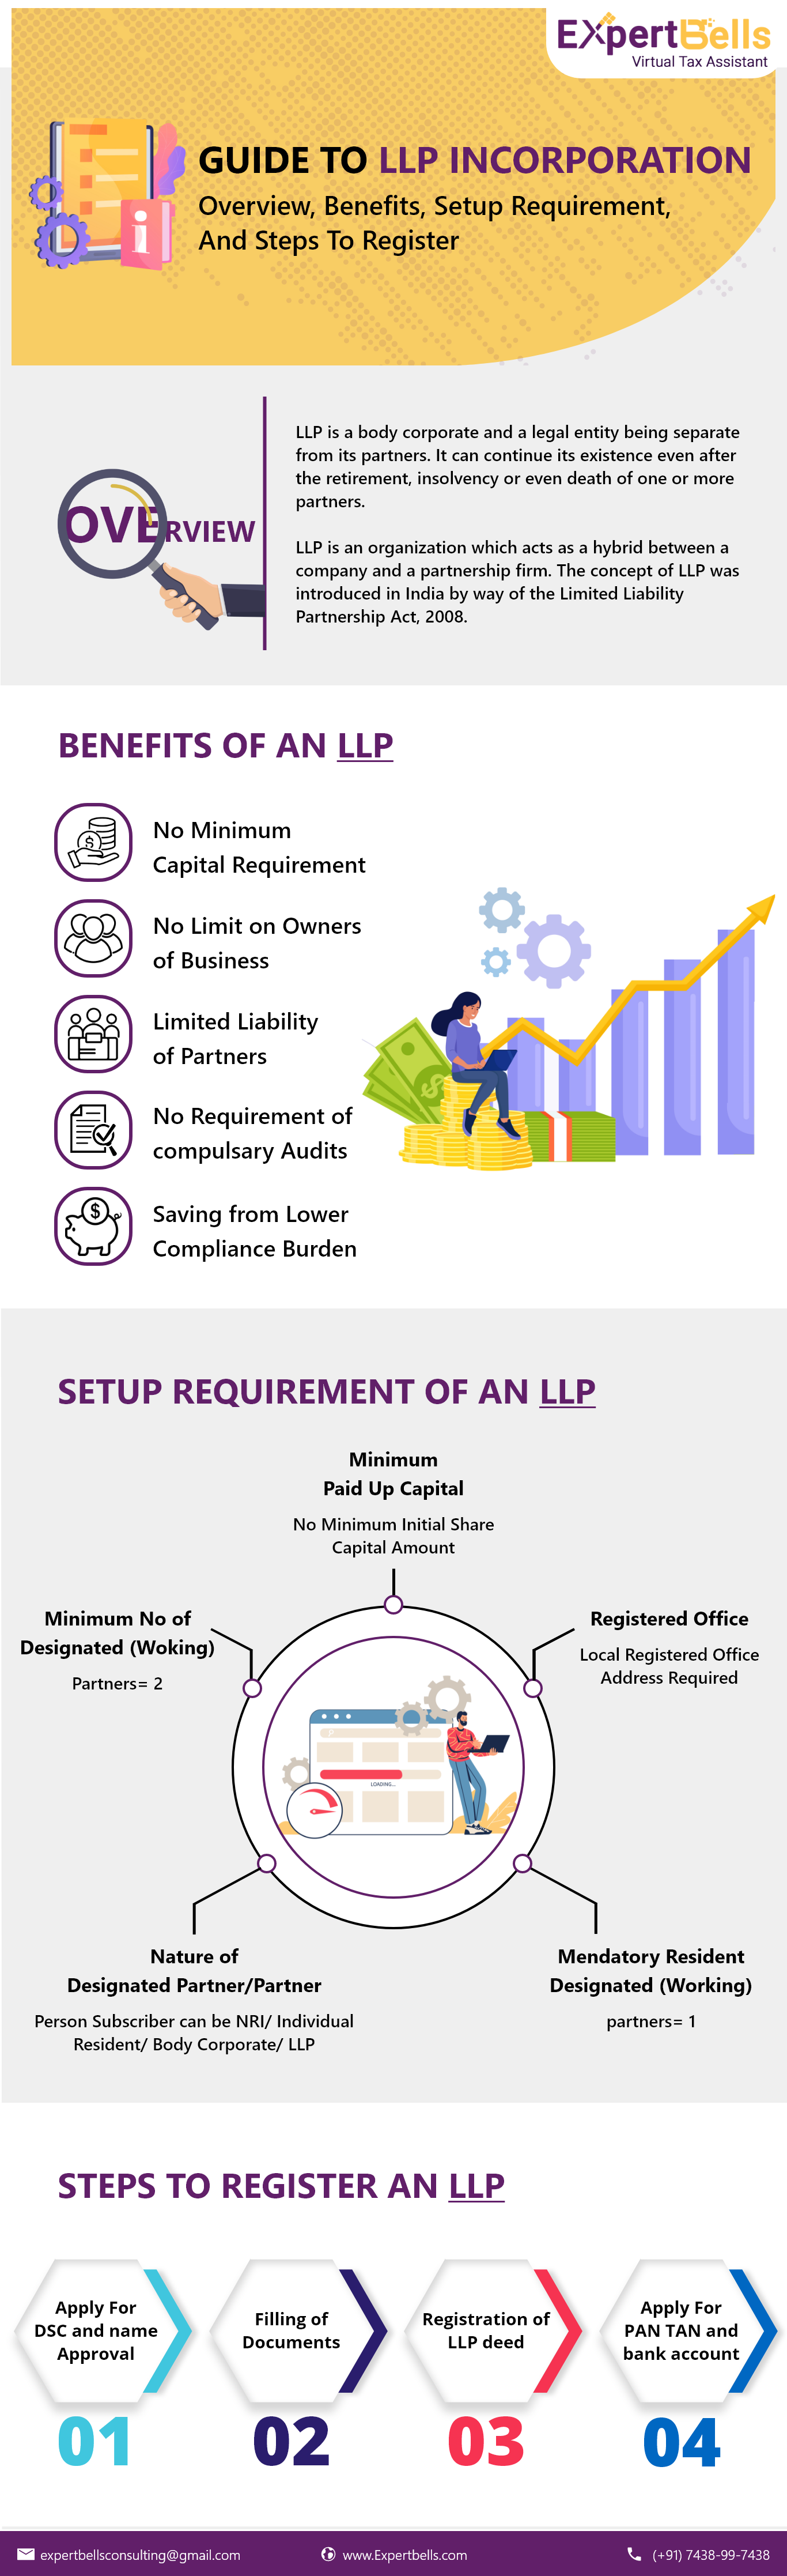 ExpertBells
Virtual Tax Assistant
GUIDE TO LLP INCORPORATION
Overview, Benefits, Setup Requirement,
And Steps To Register
i
OVERVIEW
LLP is a body corporate and a legal entity being separate
from its partners. It can continue its existence even after
the retirement, insolvency or even death of one or more
partners.
LLP is an organization which acts as a hybrid between a
company and a partnership firm. The concept of LLP was
introduced in India by way of the Limited Liability
Partnership Act, 2008.
BENEFITS OF AN LLP
No Minimum
Capital Requirement
No Limit on Owners
of Business
Limited Liability
of Partners
No Requirement of
compulsary Audits
Saving from Lower
Compliance Burden
SETUP REQUIREMENT OF AN LLP
Minimum
Paid Up Capital
No Minimum Initial Share
Capital Amount
Minimum No of
Designated (Woking)
Partners= 2
Registered Office
Local Registered Office
Address Required
LOADING...
Nature of
Designated Partner/Partner
Person Subscriber can be NRI/ Individual
Resident/ Body Corporate/ LLP
Mendatory Resident
Designated (Working)
partners= 1
STEPS TO REGISTER AN LLP
Apply For
DSC and name
Approval
01
Filling of
Documents
02
Registration of
LLP deed
03
Apply For
PAN TAN and
bank account
04
expertbellsconsulting@gmail.com
www.Expertbells.com
(+91) 7438-99-7438